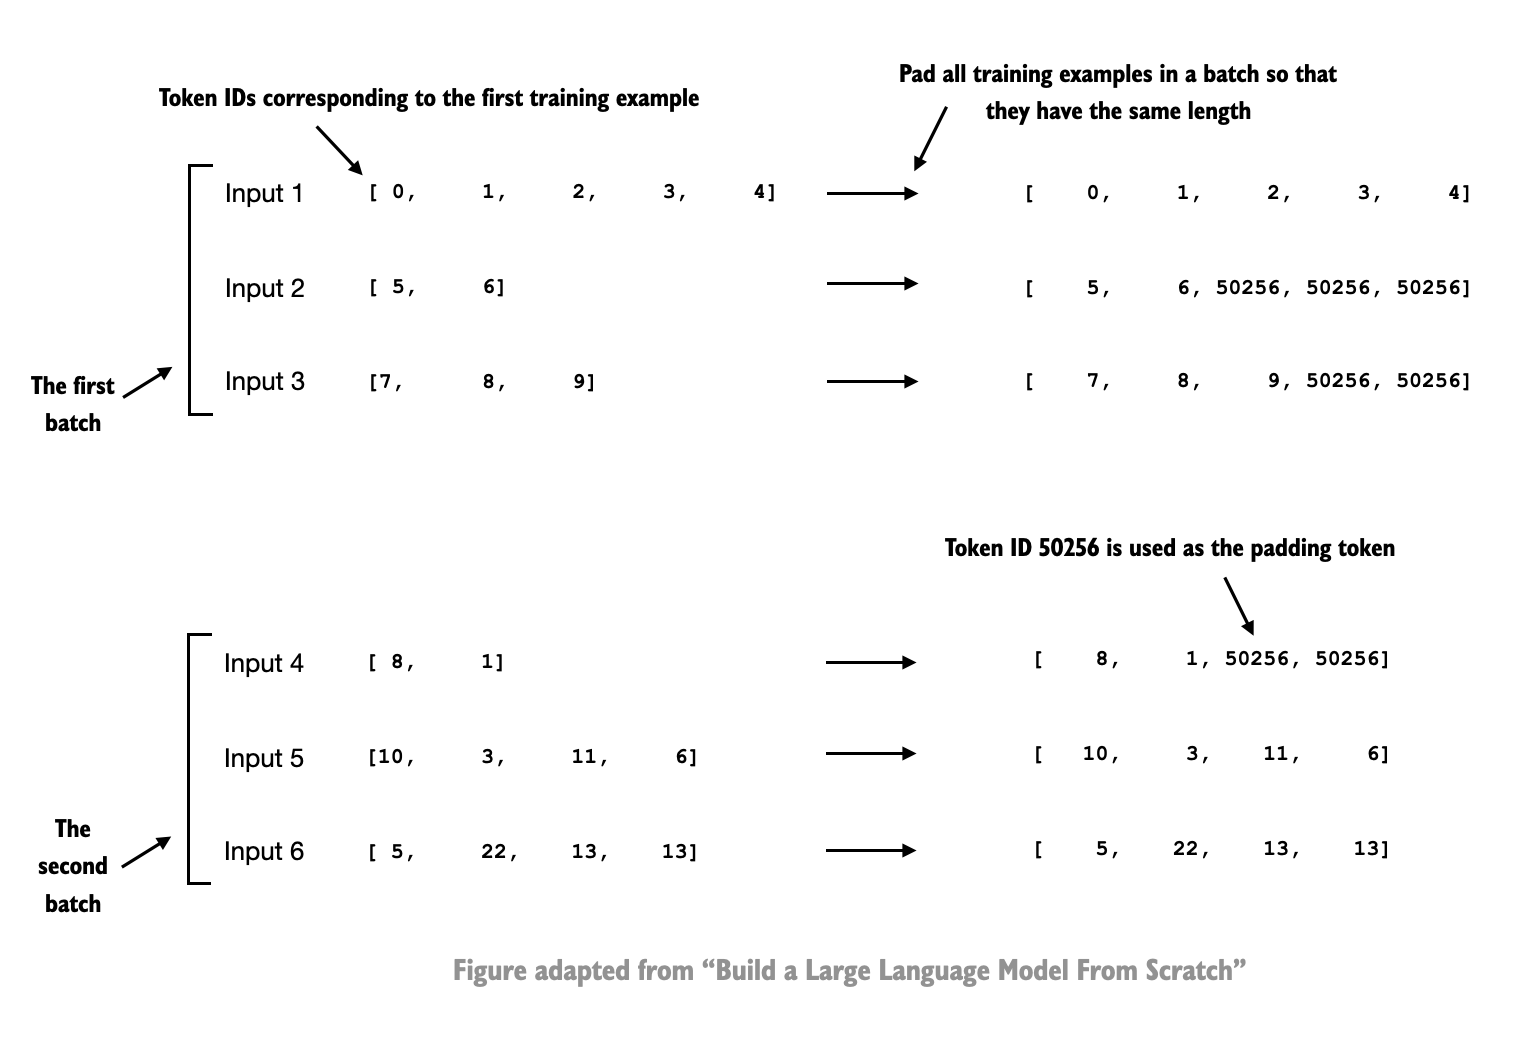 Pad all training examples in a batch so that
they have the same length
Token IDs corresponding to the first training example
Input 1 [ 0, 1, 2, 3, 4] [ 0, 1, 2, 3, 4]
Input 2 [ 5, 6] [ 5, 6, 50256, 50256, 50256]
Input 3 [7, 8, 9] [ 7, 8, 9, 50256, 50256]
The first
batch
Token ID 50256 is used as the padding token
Input 4 [ 8, 1] [ 8, 1, 50256, 50256]
Input 5 [10, 3, 11, 6] [ 10, 3, 11, 6]
Input 6 [ 5, 22, 13, 13] [ 5, 22, 13, 13]
The
second
batch
Figure adapted from “Build a Large Language Model From Scratch”